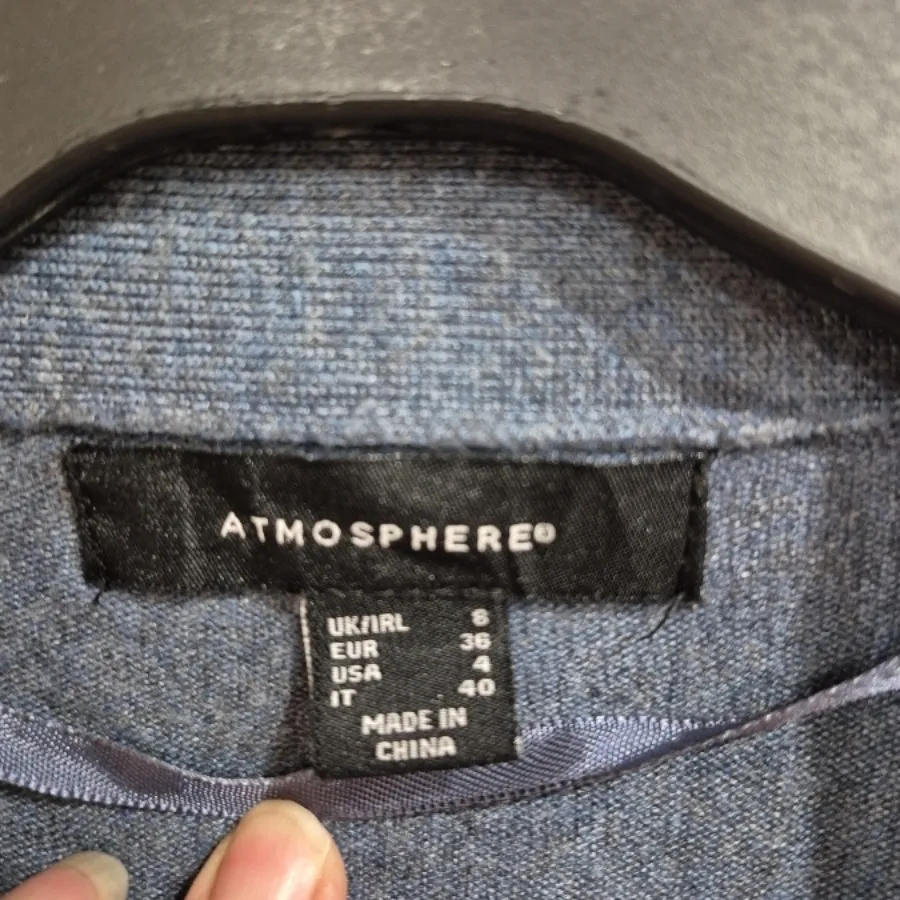 ATMOSPHERE®
UK/IRL 8
EUR 36
USA 4
IT 40
MADE IN
CHINA